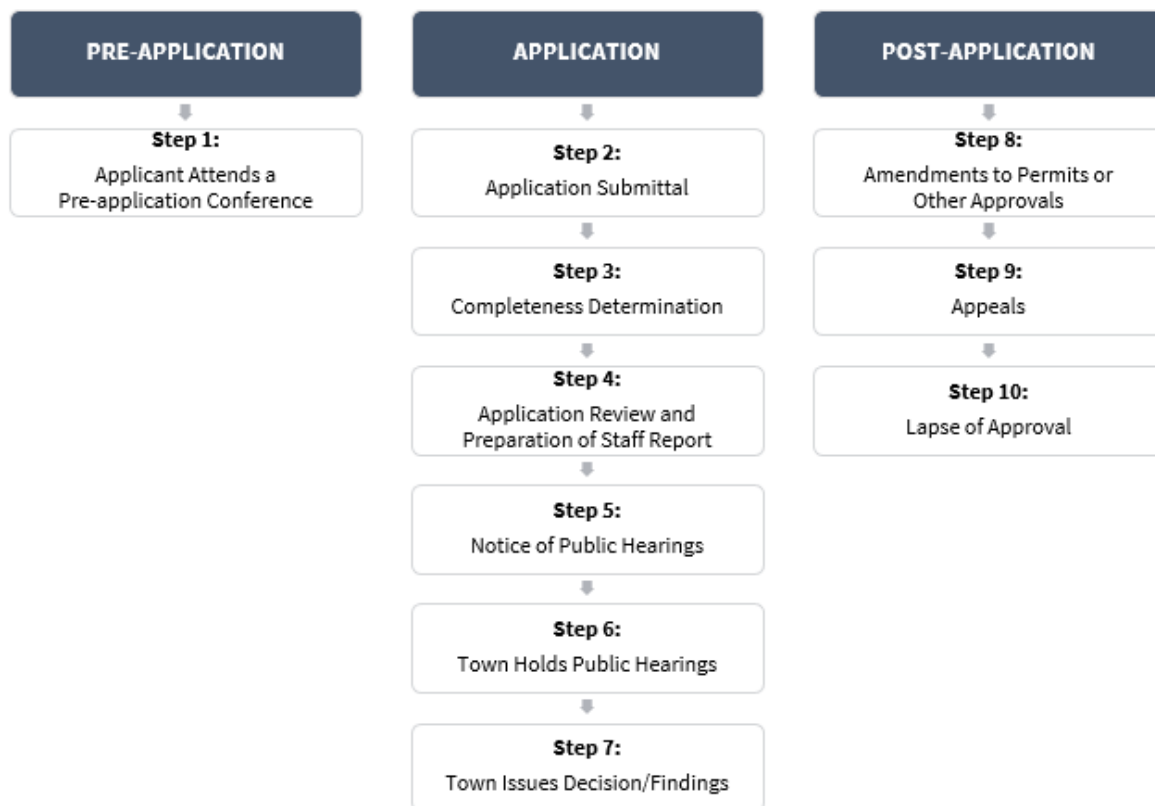 PRE-APPLICATION
Step 1:
Applicant Attends a
Pre-application Conference
APPLICATION
Step 2:
Application Submittal
Step 3:
Completeness Determination
Step 4:
Application Review and
Preparation of Staff Report
Step 5:
Notice of Public Hearings
Step 6:
Town Holds Public Hearings
Step 7:
Town Issues Decision/Findings
POST-APPLICATION
Step 8:
Amendments to Permits or
Other Approvals
Step 9:
Appeals
Step 10:
Lapse of Approval